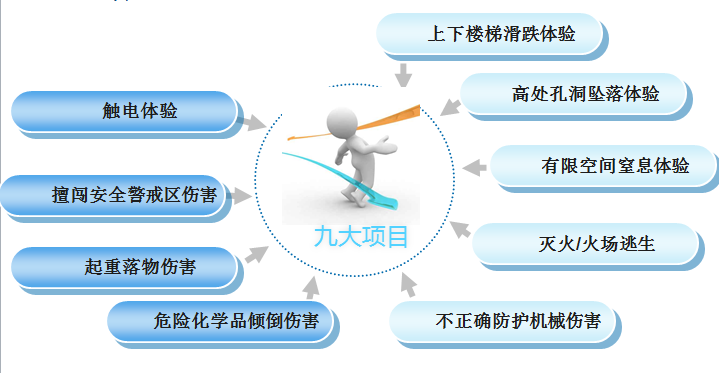 上下楼梯滑跌体验
高处孔洞坠落体验
触电体验
有限空间窒息体验
擅闯安全警戒区伤害
九大项目
灭火/火场逃生
起重落物伤害
危险化学品倾倒伤害
不正确防护机械伤害